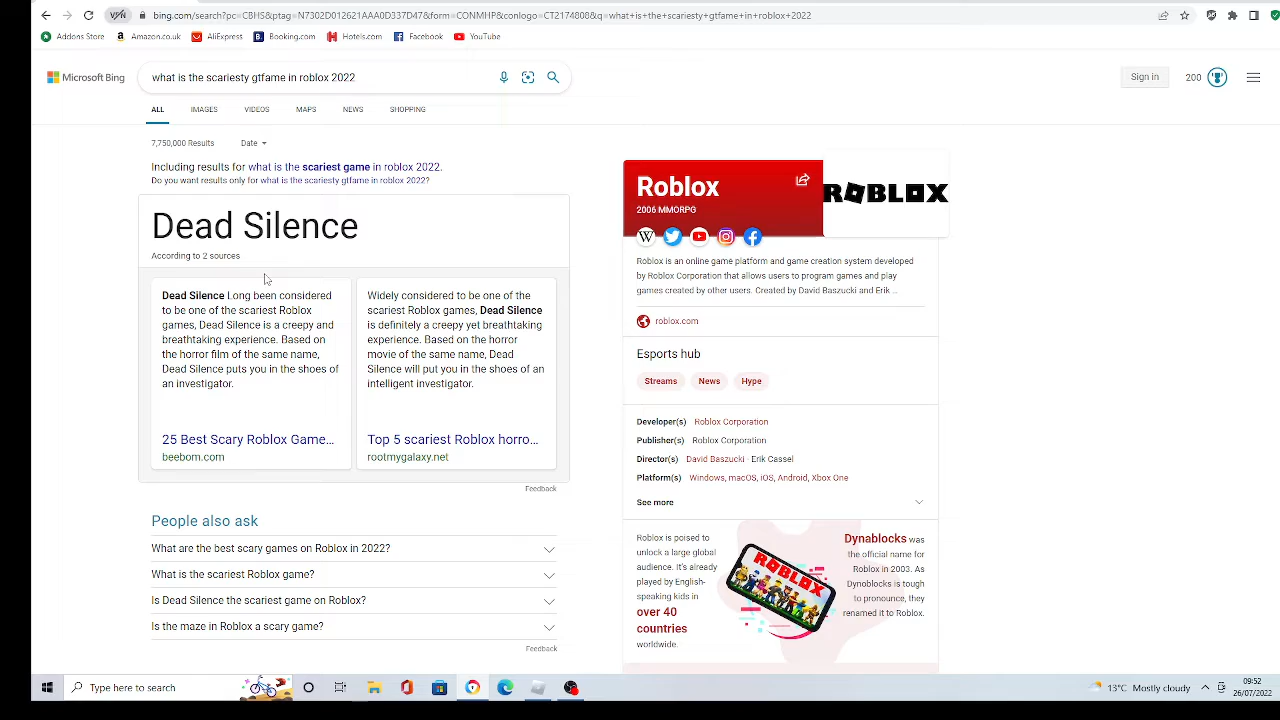 bing.com/search?pc=CBHS&ptag=N7302D012621AAA0D337D47&form=CONMHP&conlogo=CT2174808&q=what+is+the+scariesty+gtfame+in+roblox+2022
Addons Store
Amazon.co.uk
AliExpress
Booking.com
Hotels.com
Facebook
YouTube
Microsoft Bing
what is the scariesty gtfame in roblox 2022
Sign in
200
ALL
IMAGES
VIDEOS
MAPS
NEWS
SHOPPING
7,750,000 Results
Date
Including results for what is the scariest game in roblox 2022.
Do you want results only for what is the scariesty gtfame in roblox 2022?
Dead Silence
According to 2 sources
Dead Silence Long been considered
to be one of the scariest Roblox
games, Dead Silence is a creepy and
breathtaking experience. Based on
the horror film of the same name,
Dead Silence puts you in the shoes of
an investigator.
25 Best Scary Roblox Game...
beebom.com
Widely considered to be one of the
scariest Roblox games, Dead Silence
is definitely a creepy yet breathtaking
experience. Based on the horror
movie of the same name, Dead
Silence will put you in the shoes of an
intelligent investigator.
Top 5 scariest Roblox horro...
rootmygalaxy.net
Feedback
People also ask
What are the best scary games on Roblox in 2022?
What is the scariest Roblox game?
Is Dead Silence the scariest game on Roblox?
Is the maze in Roblox a scary game?
Feedback
Roblox
2006 MMORPG
ROBLOX
W
Roblox is an online game platform and game creation system developed
by Roblox Corporation that allows users to program games and play
games created by other users. Created by David Baszucki and Erik ...
roblox.com
Esports hub
Streams
News
Hype
Developer(s) Roblox Corporation
Publisher(s) Roblox Corporation
Director(s) David Baszucki · Erik Cassel
Platform(s) Windows, macOS, iOS, Android, Xbox One
See more
Roblox is poised to
unlock a large global
audience. It's already
played by English-
speaking kids in
over 40
countries
worldwide.
ROBLOX
Dynablocks was
the official name for
Roblox in 2003. As
Dynoblocks is tough
to pronounce, they
renamed it to Roblox.
Type here to search
13°C Mostly cloudy
09:52
26/07/2022